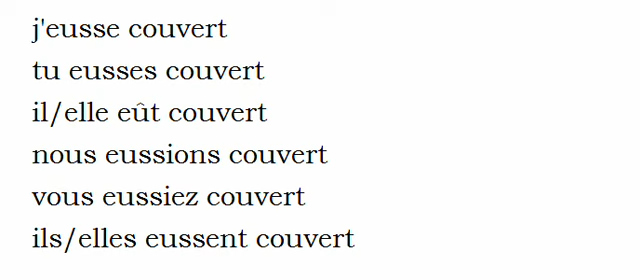 j'eusse couvert
tu eusses couvert
il/elle eût couvert
nous eussions couvert
vous eussiez couvert
ils/elles eussent couvert